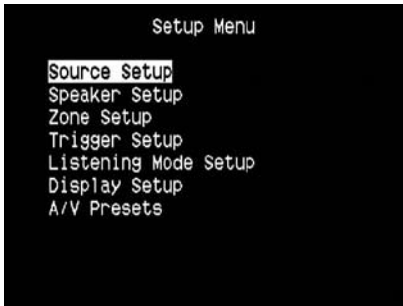 Setup Menu
Source Setup
Speaker Setup
Zone Setup
Trigger Setup
Listening Mode Setup
Display Setup
A/V Presets